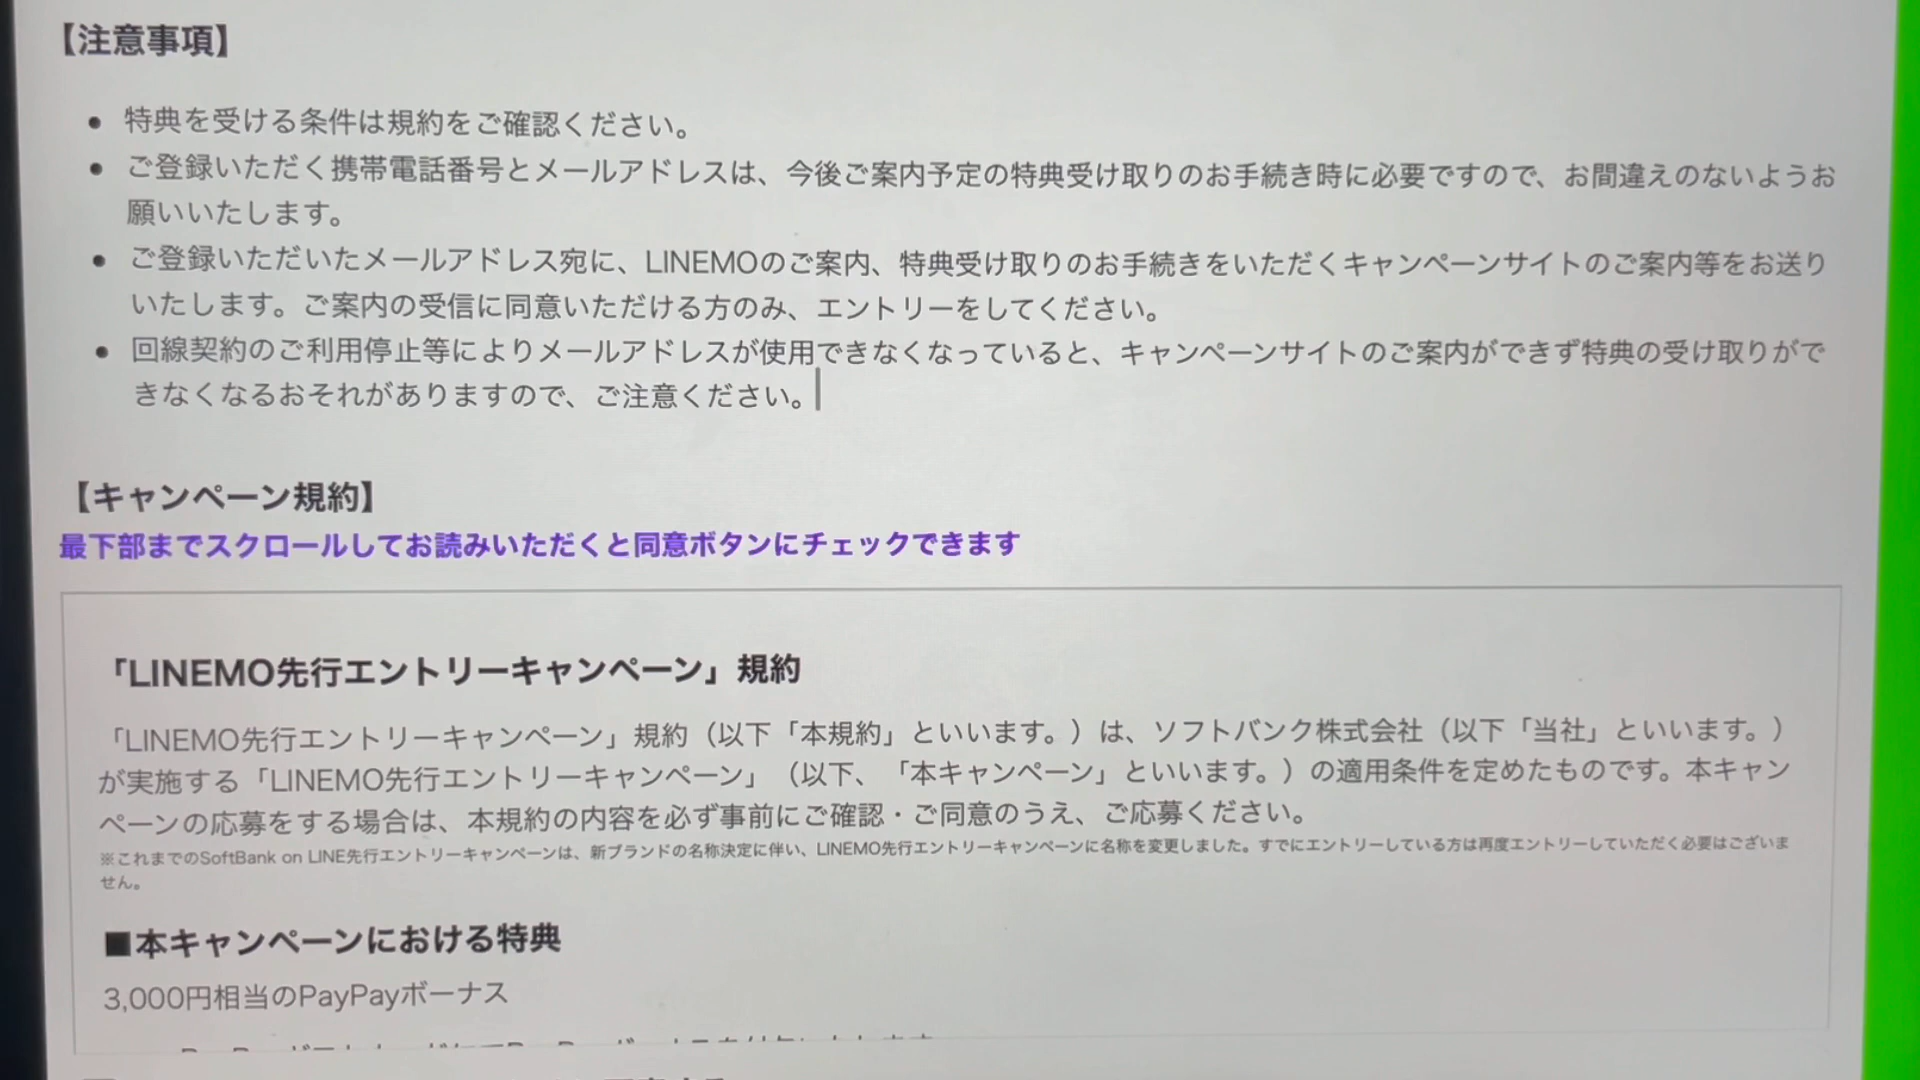 【注意事項】
• 特典を受ける条件は規約をご確認ください。
• ご登録いただく携帯電話番号とメールアドレスは、今後ご案内予定の特典受け取りのお手続き時に必要ですので、お間違えのないようお
願いいたします。
• ご登録いただいたメールアドレス宛に、LINEMOのご案内、特典受け取りのお手続きをいただくキャンペーンサイトのご案内等をお送り
いたします。ご案内の受信に同意いただける方のみ、エントリーをしてください。
• 回線契約のご利用停止等によりメールアドレスが使用できなくなっていると、キャンペーンサイトのご案内ができず特典の受け取りがで
きなくなるおそれがありますので、ご注意ください。
【キャンペーン規約】
最下部までスクロールしてお読みいただくと同意ボタンにチェックできます
「LINEMO先行エントリーキャンペーン」規約
「LINEMO先行エントリーキャンペーン」規約（以下「本規約」といいます。）は、ソフトバンク株式会社（以下「当社」といいます。）
が実施する「LINEMO先行エントリーキャンペーン」（以下、「本キャンペーン」といいます。）の適用条件を定めたものです。本キャン
ペーンの応募をする場合は、本規約の内容を必ず事前にご確認・ご同意のうえ、ご応募ください。
※これまでのSoftBank on LINE先行エントリーキャンペーンは、新ブランドの名称決定に伴い、LINEMO先行エントリーキャンペーンに名称を変更しました。すでにエントリーしている方は再度エントリーしていただく必要はございま
せん。
■本キャンペーンにおける特典
3,000円相当のPayPayボーナス